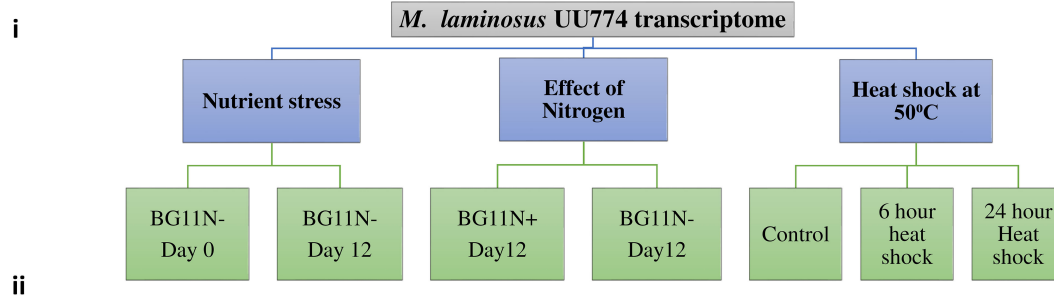 i
M. laminosus UU774 transcriptome
Nutrient stress
Effect of
Nitrogen
Heat shock at
50⁰C
BG11N-
Day 0
BG11N-
Day 12
BG11N+
Day12
BG11N-
Day12
Control
6 hour
heat
shock
24 hour
Heat
shock
ii